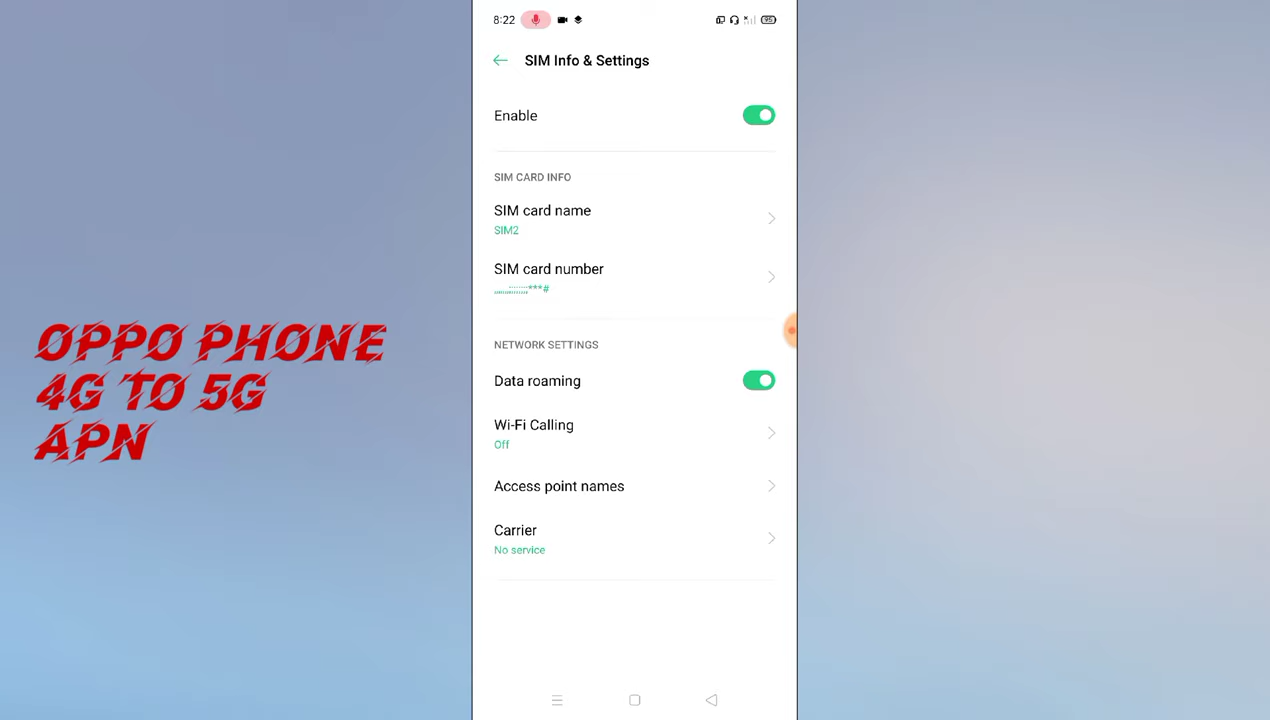 8:22
95
SIM Info & Settings
Enable
SIM CARD INFO
SIM card name
SIM2
SIM card number
OPPO PHONE
4G TO 5G
APN
NETWORK SETTINGS
Data roaming
Wi-Fi Calling
Off
Access point names
Carrier
No service